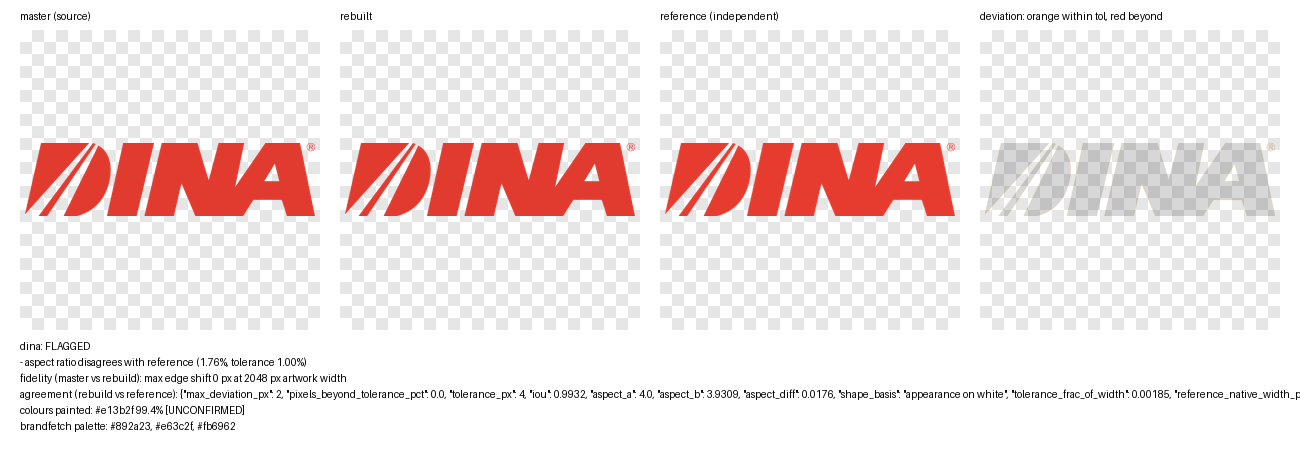 master (source)
rebuilt
reference (independent)
deviation: orange within tol, red beyond
DINA®
DINA®
DINA®
DINA®
dina: FLAGGED
- aspect ratio disagrees with reference (1.76%, tolerance 1.00%)
fidelity (master vs rebuild): max edge shift 0 px at 2048 px artwork width
agreement (rebuild vs reference): {"max_deviation_px": 2, "pixels_beyond_tolerance_pct": 0.0, "tolerance_px": 4, "iou": 0.9932, "aspect_a": 4.0, "aspect_b": 3.9309, "aspect_diff": 0.0176, "shape_basis": "appearance on white", "tolerance_frac_of_width": 0.00185, "reference_native_width_p
colours painted: #e13b2f 99.4% [UNCONFIRMED]
brandfetch palette: #892a23, #e63c2f, #fb6962